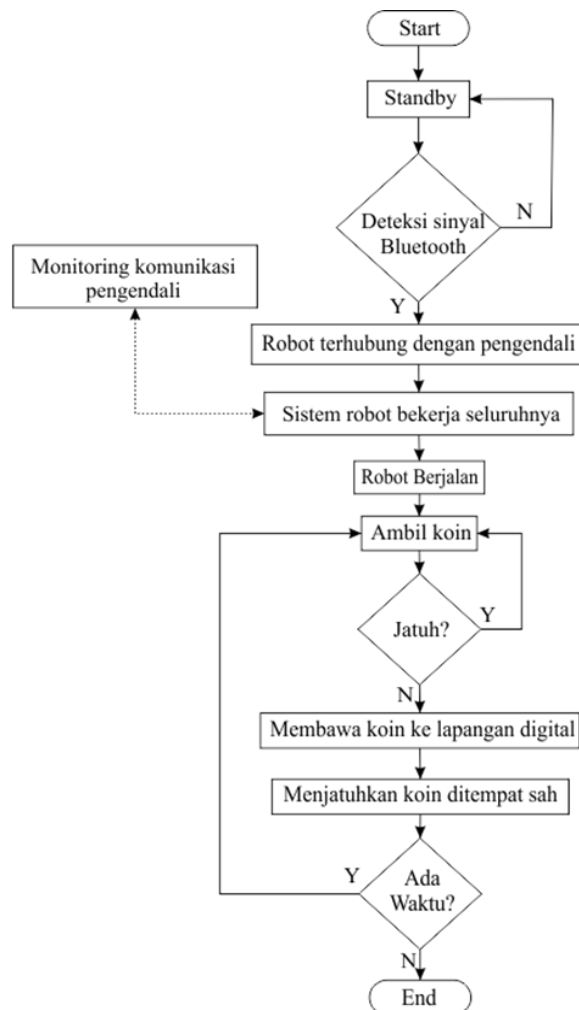 Start
Standby
Deteksi sinyal
Bluetooth
N
Y
Monitoring komunikasi
pengendali
Robot terhubung dengan pengendali
Sistem robot bekerja seluruhnya
Robot Berjalan
Ambil koin
Jatuh?
Y
N
Membawa koin ke lapangan digital
Menjatuhkan koin ditempat sah
Y
Ada
Waktu?
N
End